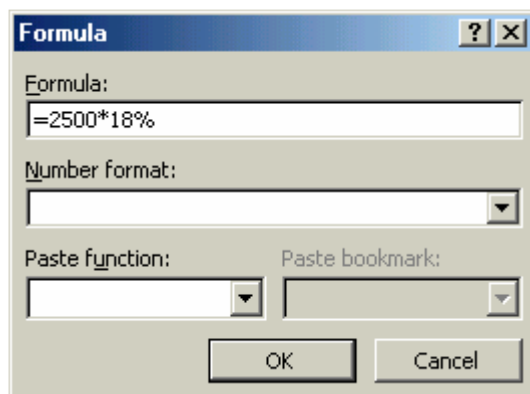 Formula
Formula:
=2500*18%
Number format:
Paste function:
Paste bookmark:
OK
Cancel